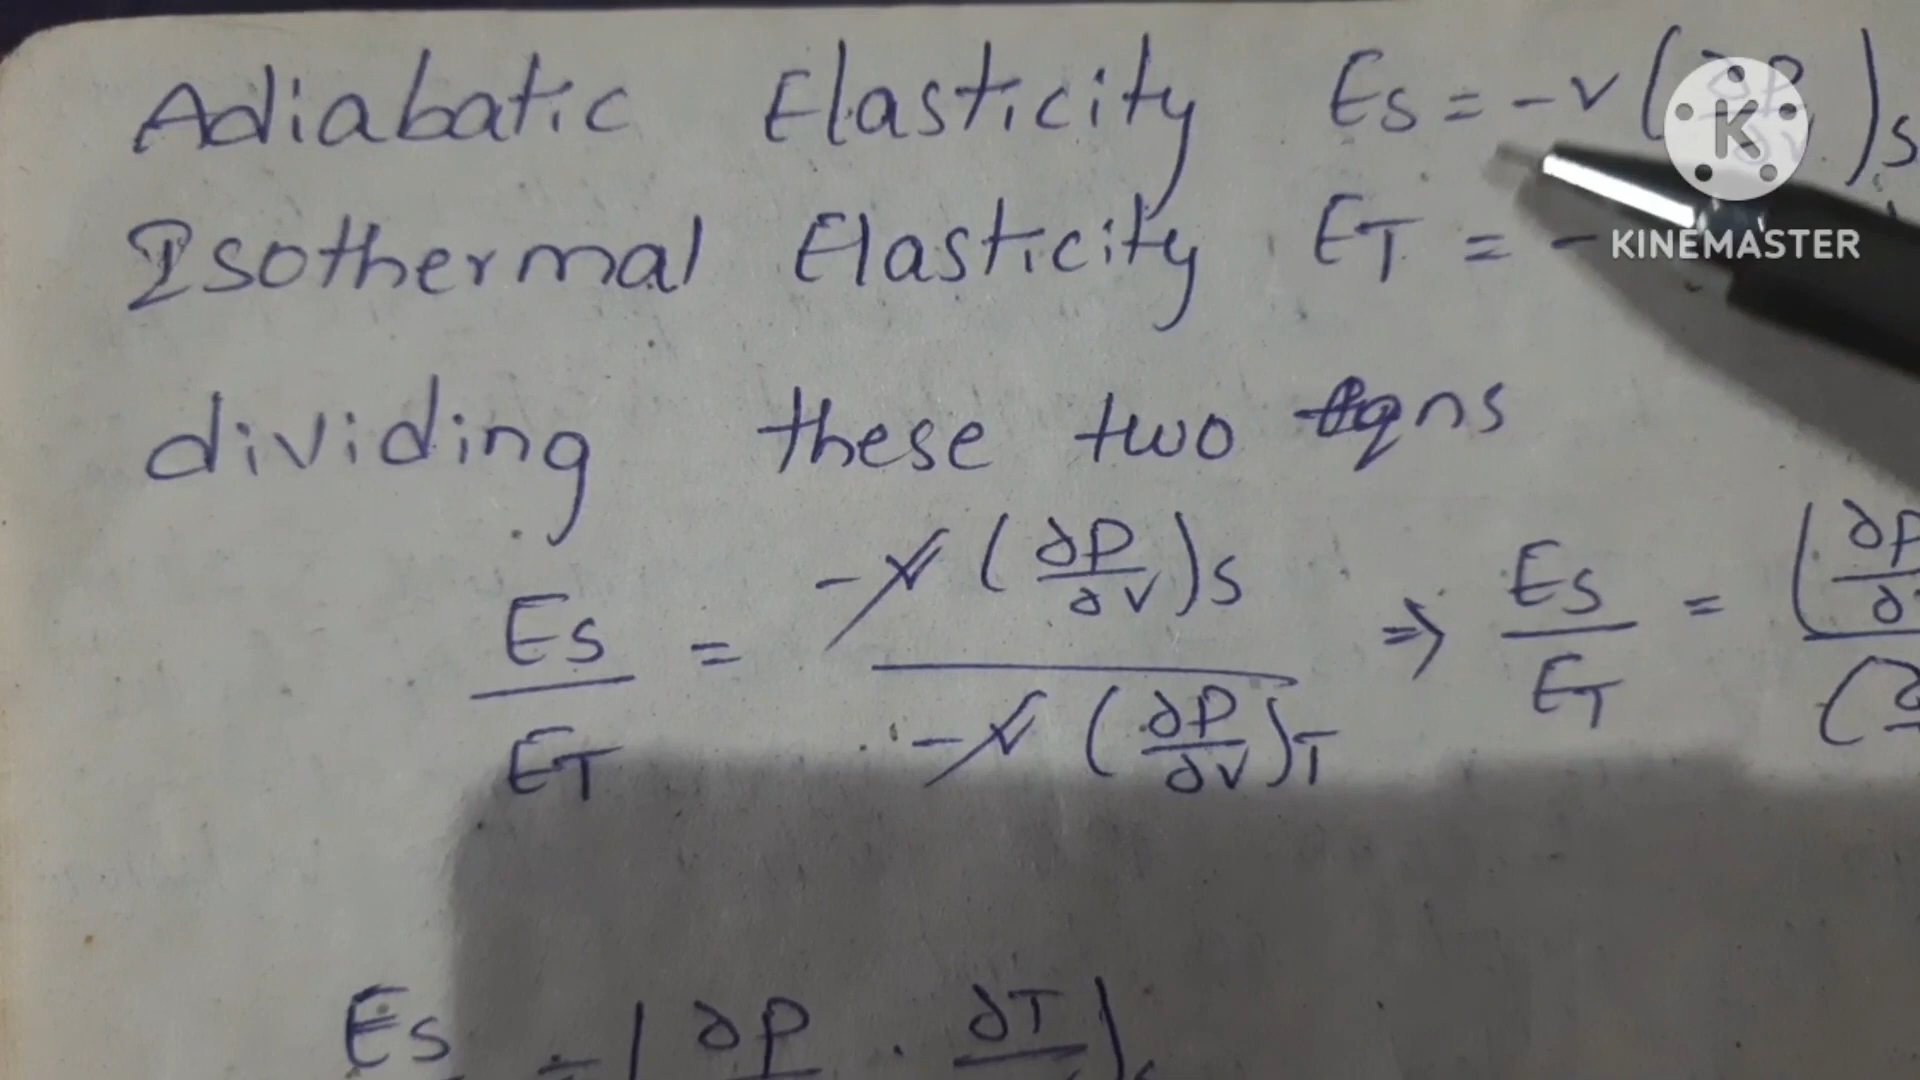 Adiabatic Elasticity Es = -v (∂P/∂v)s
K
Isothermal Elasticity ET = -
KINEMASTER
dividing these two eqns
Es/ET = -v (∂P/∂v)s / -v (∂P/∂v)T ⇒ Es/ET = (∂P/∂
Es = (∂P . ∂T)s